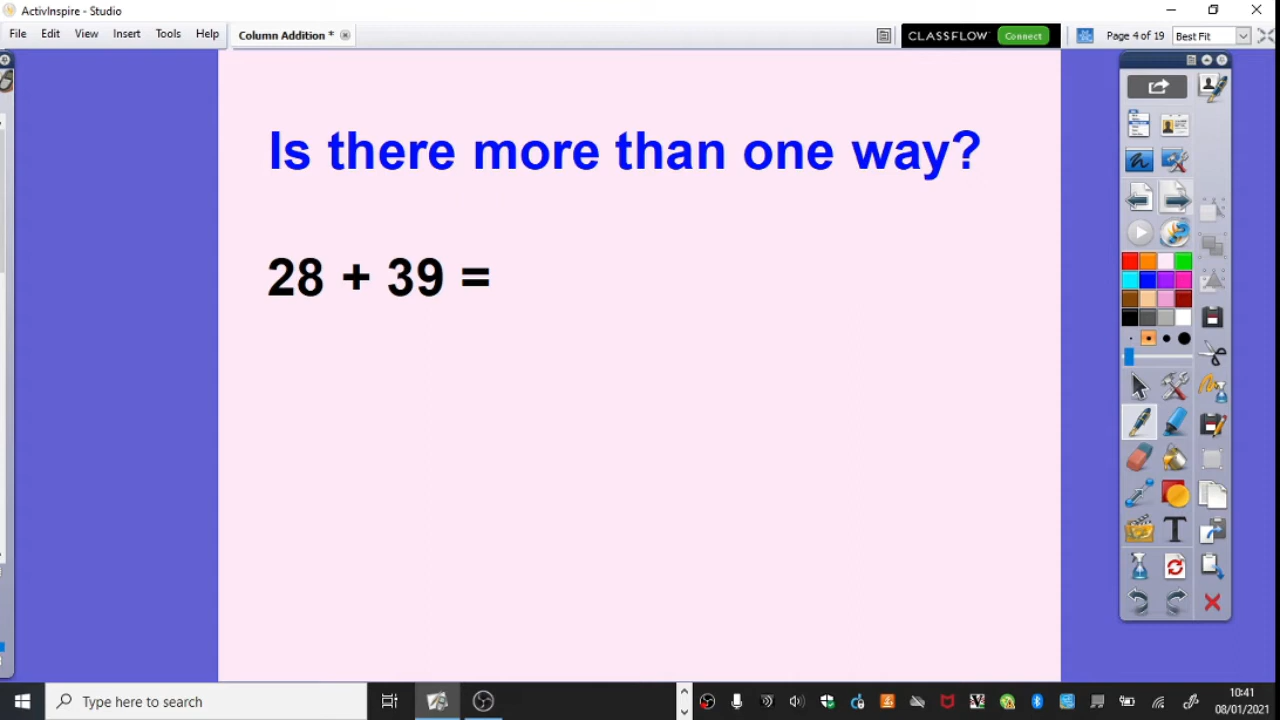 ActivInspire - Studio
File Edit View Insert Tools Help
Column Addition *
CLASSFLOW Connect
Page 4 of 19
Best Fit
Is there more than one way?
28 + 39 =
T
Type here to search
10:41
08/01/2021